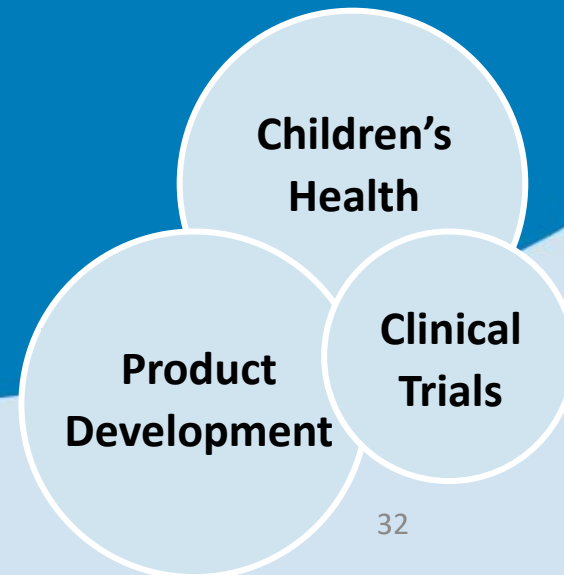 Children’s
Health
Clinical
Trials
Product
Development
32